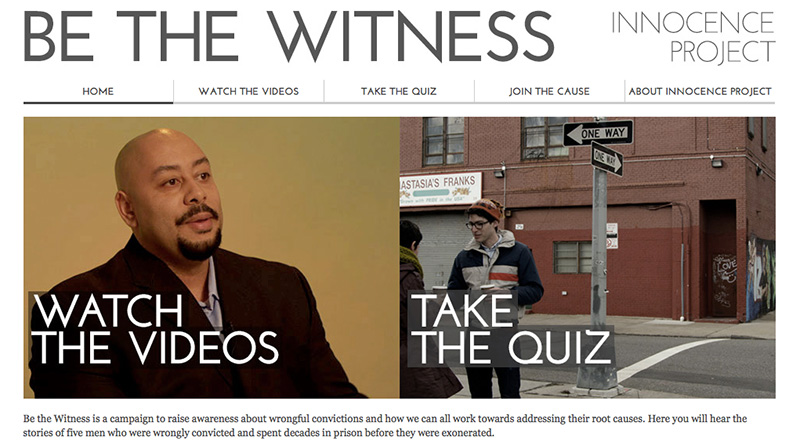 BE THE WITNESS
INNOCENCE
PROJECT
HOME
WATCH THE VIDEOS
TAKE THE QUIZ
JOIN THE CAUSE
ABOUT INNOCENCE PROJECT
WATCH
THE VIDEOS
ONE WAY
ONE WAY
ASTASIA'S FRANKS
LOVE
TAKE
THE QUIZ
Be the Witness is a campaign to raise awareness about wrongful convictions and how we can all work towards addressing their root causes. Here you will hear the
stories of five men who were wrongly convicted and spent decades in prison before they were exonerated.